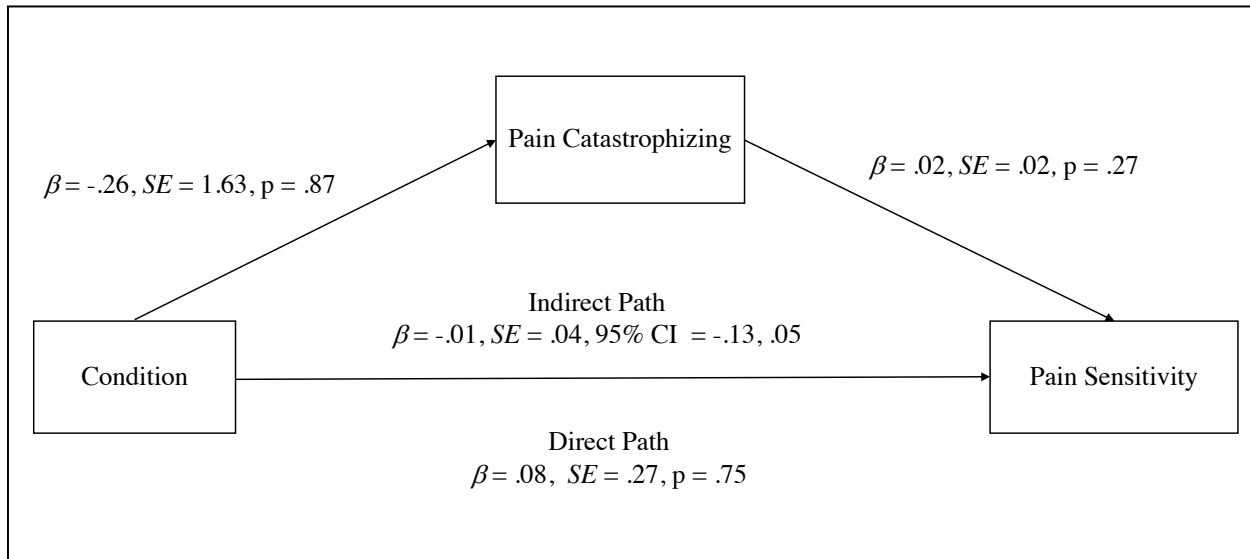 Pain Catastrophizing
β = -.26, SE = 1.63, p = .87
β = .02, SE = .02, p = .27
Indirect Path
β = -.01, SE = .04, 95% CI = -.13, .05
Condition
Pain Sensitivity
Direct Path
β = .08, SE = .27, p = .75